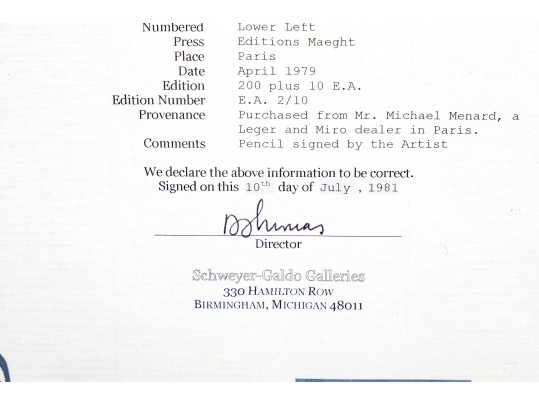 Numbered Lower Left
Press Editions Maeght
Place Paris
Date April 1979
Edition 200 plus 10 E.A.
Edition Number E.A. 2/10
Provenance Purchased from Mr. Michael Menard, a
Leger and Miro dealer in Paris.
Comments Pencil signed by the Artist
We declare the above information to be correct.
Signed on this 10th day of July , 1981
Director
Schweyer-Galdo Galleries
330 Hamilton Row
Birmingham, Michigan 48011